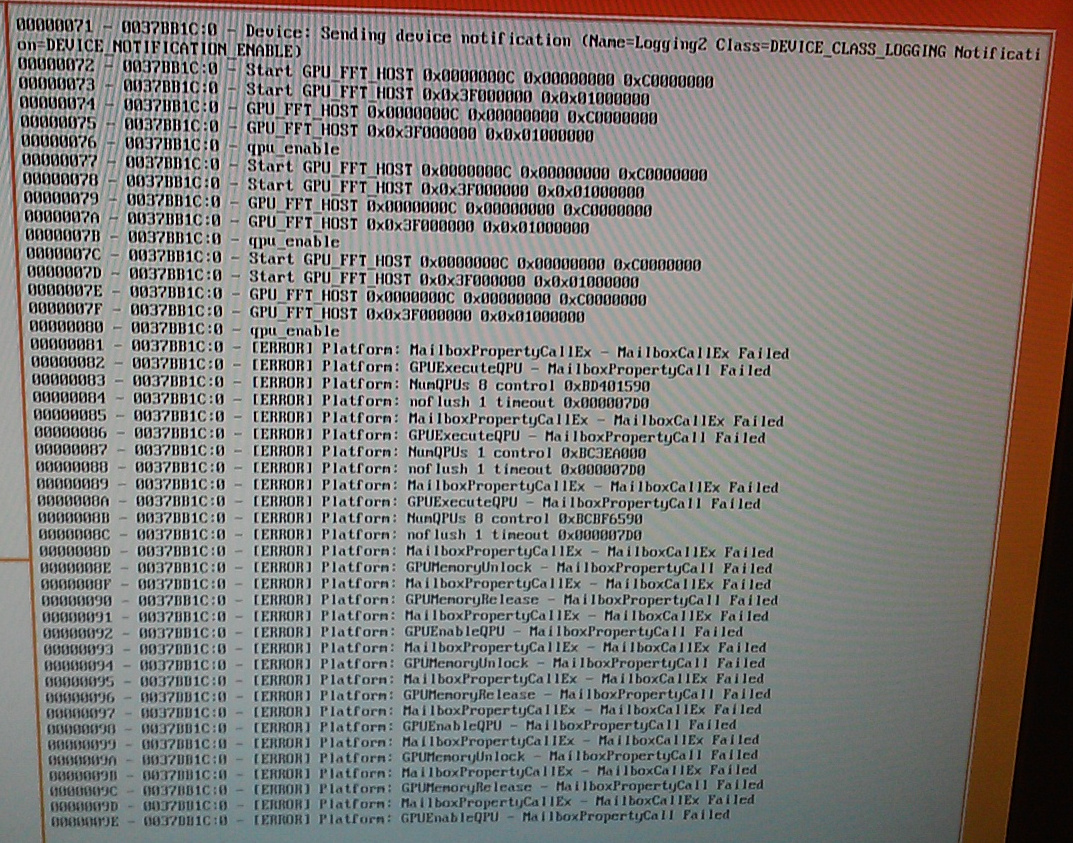 00000071 - 0037BB1C:0 - Device: Sending device notification (Name=Logging2 Class=DEVICE_CLASS_LOGGING Notificati
on=DEVICE_NOTIFICATION_ENABLE)
00000072 - 0037BB1C:0 - Start GPU_FFT_HOST 0x0000000C 0x00000000 0xC0000000
00000073 - 0037BB1C:0 - Start GPU_FFT_HOST 0x0x3F000000 0x0x01000000
00000074 - 0037BB1C:0 - GPU_FFT_HOST 0x0000000C 0x00000000 0xC0000000
00000075 - 0037BB1C:0 - GPU_FFT_HOST 0x0x3F000000 0x0x01000000
00000076 - 0037BB1C:0 - qpu_enable
00000077 - 0037BB1C:0 - Start GPU_FFT_HOST 0x0000000C 0x00000000 0xC0000000
00000078 - 0037BB1C:0 - Start GPU_FFT_HOST 0x0x3F000000 0x0x01000000
00000079 - 0037BB1C:0 - GPU_FFT_HOST 0x0000000C 0x00000000 0xC0000000
0000007A - 0037BB1C:0 - GPU_FFT_HOST 0x0x3F000000 0x0x01000000
0000007B - 0037BB1C:0 - qpu_enable
0000007C - 0037BB1C:0 - Start GPU_FFT_HOST 0x0000000C 0x00000000 0xC0000000
0000007D - 0037BB1C:0 - Start GPU_FFT_HOST 0x0x3F000000 0x0x01000000
0000007E - 0037BB1C:0 - GPU_FFT_HOST 0x0000000C 0x00000000 0xC0000000
0000007F - 0037BB1C:0 - GPU_FFT_HOST 0x0x3F000000 0x0x01000000
00000080 - 0037BB1C:0 - qpu_enable
00000081 - 0037BB1C:0 - [ERROR] Platform: MailboxPropertyCallEx - MailboxCallEx Failed
00000082 - 0037BB1C:0 - [ERROR] Platform: GPUExecuteQPU - MailboxPropertyCall Failed
00000083 - 0037BB1C:0 - [ERROR] Platform: NumQPUs 8 control 0xBD401590
00000084 - 0037BB1C:0 - [ERROR] Platform: noflush 1 timeout 0x000007D0
00000085 - 0037BB1C:0 - [ERROR] Platform: MailboxPropertyCallEx - MailboxCallEx Failed
00000086 - 0037BB1C:0 - [ERROR] Platform: GPUExecuteQPU - MailboxPropertyCall Failed
00000087 - 0037BB1C:0 - [ERROR] Platform: NumQPUs 1 control 0xBC3EA000
00000088 - 0037BB1C:0 - [ERROR] Platform: noflush 1 timeout 0x000007D0
00000089 - 0037BB1C:0 - [ERROR] Platform: MailboxPropertyCallEx - MailboxCallEx Failed
0000008A - 0037BB1C:0 - [ERROR] Platform: GPUExecuteQPU - MailboxPropertyCall Failed
0000008B - 0037BB1C:0 - [ERROR] Platform: NumQPUs 8 control 0xBCBF6590
0000008C - 0037BB1C:0 - [ERROR] Platform: noflush 1 timeout 0x000007D0
0000008D - 0037BB1C:0 - [ERROR] Platform: MailboxPropertyCallEx - MailboxCallEx Failed
0000008E - 0037BB1C:0 - [ERROR] Platform: GPUMemoryUnlock - MailboxPropertyCall Failed
0000008F - 0037BB1C:0 - [ERROR] Platform: MailboxPropertyCallEx - MailboxCallEx Failed
00000090 - 0037BB1C:0 - [ERROR] Platform: GPUMemoryRelease - MailboxPropertyCall Failed
00000091 - 0037BB1C:0 - [ERROR] Platform: MailboxPropertyCallEx - MailboxCallEx Failed
00000092 - 0037BB1C:0 - [ERROR] Platform: GPUEnableQPU - MailboxPropertyCall Failed
00000093 - 0037BB1C:0 - [ERROR] Platform: MailboxPropertyCallEx - MailboxCallEx Failed
00000094 - 0037BB1C:0 - [ERROR] Platform: GPUMemoryUnlock - MailboxPropertyCall Failed
00000095 - 0037BB1C:0 - [ERROR] Platform: MailboxPropertyCallEx - MailboxCallEx Failed
00000096 - 0037BB1C:0 - [ERROR] Platform: GPUMemoryRelease - MailboxPropertyCall Failed
00000097 - 0037BB1C:0 - [ERROR] Platform: MailboxPropertyCallEx - MailboxCallEx Failed
00000098 - 0037BB1C:0 - [ERROR] Platform: GPUEnableQPU - MailboxPropertyCall Failed
00000099 - 0037BB1C:0 - [ERROR] Platform: MailboxPropertyCallEx - MailboxCallEx Failed
0000009A - 0037BB1C:0 - [ERROR] Platform: GPUMemoryUnlock - MailboxPropertyCall Failed
0000009B - 0037BB1C:0 - [ERROR] Platform: MailboxPropertyCallEx - MailboxCallEx Failed
0000009C - 0037BB1C:0 - [ERROR] Platform: GPUMemoryRelease - MailboxPropertyCall Failed
0000009D - 0037BB1C:0 - [ERROR] Platform: MailboxPropertyCallEx - MailboxCallEx Failed
0000009E - 0037BB1C:0 - [ERROR] Platform: GPUEnableQPU - MailboxPropertyCall Failed